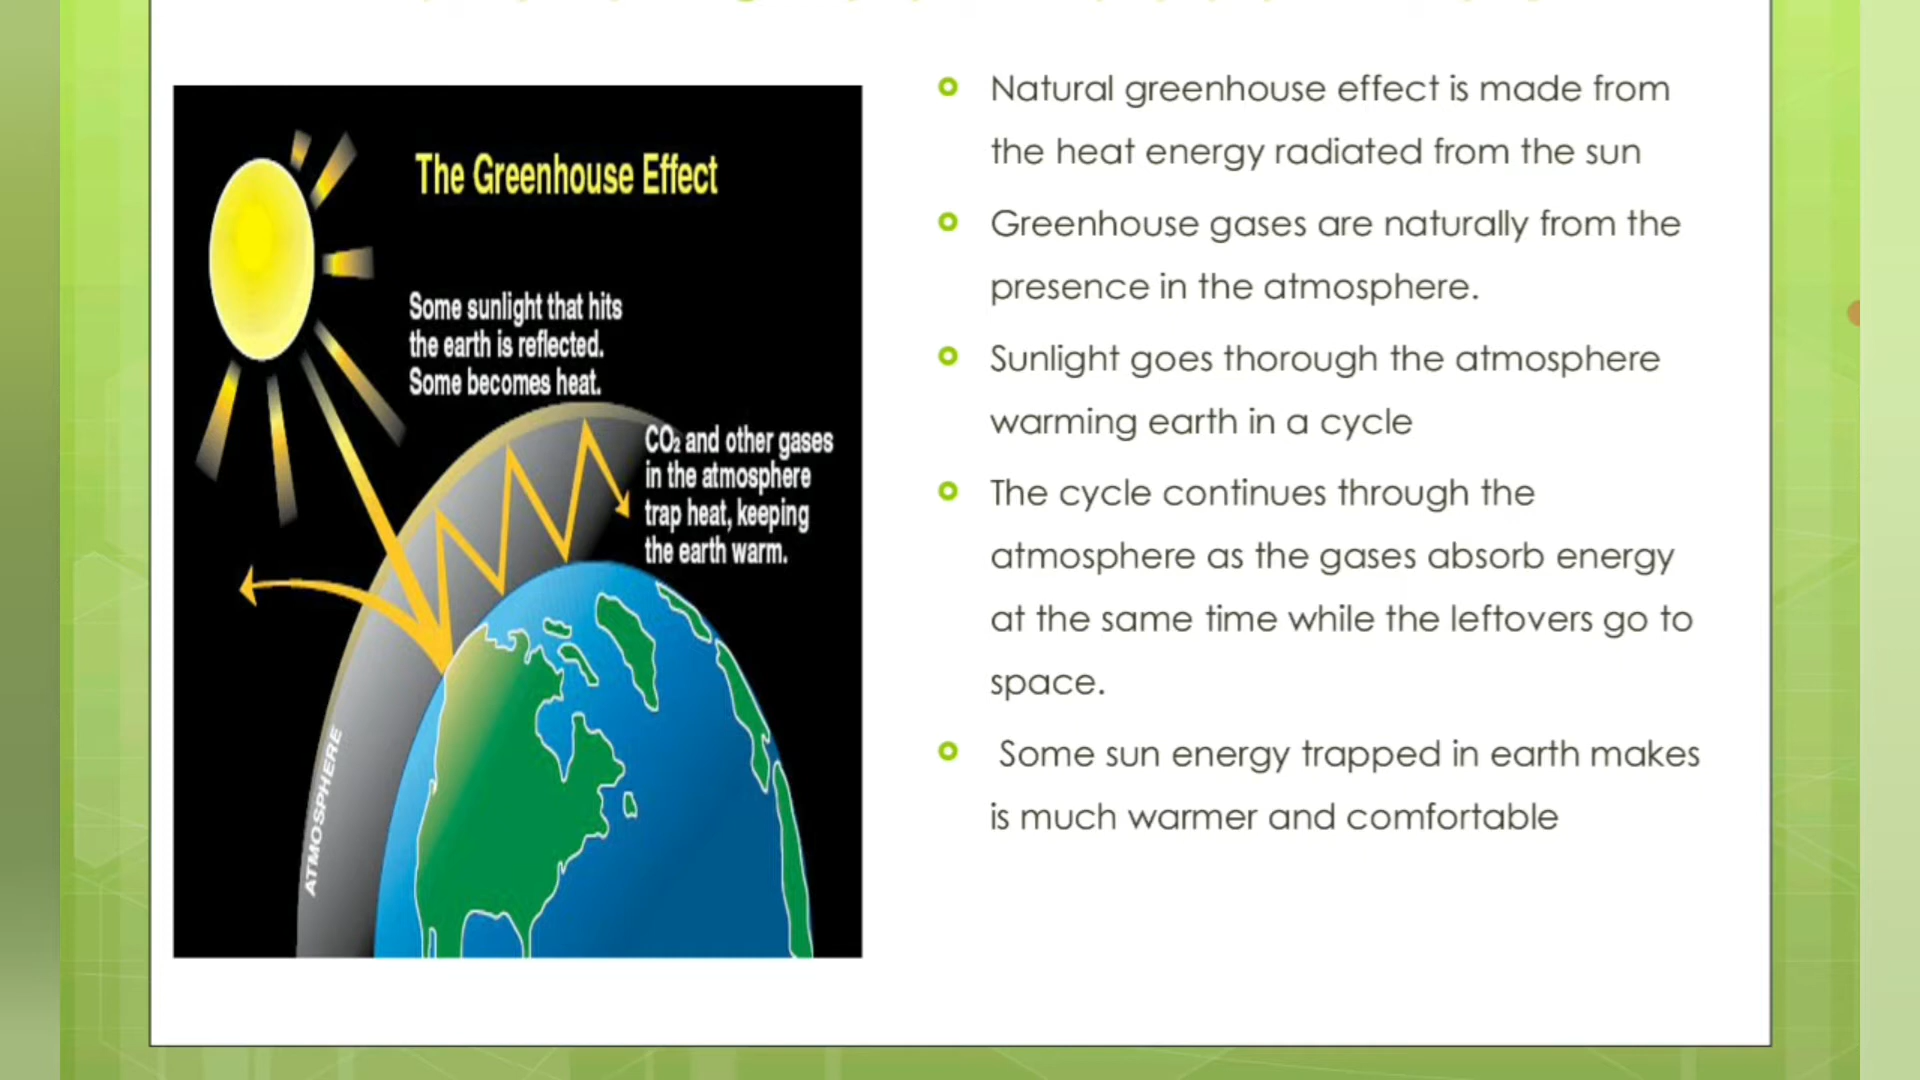 The Greenhouse Effect
Some sunlight that hits
the earth is reflected.
Some becomes heat.
CO₂ and other gases
in the atmosphere
trap heat, keeping
the earth warm.
ATMOSPHERE
Natural greenhouse effect is made from
the heat energy radiated from the sun
Greenhouse gases are naturally from the
presence in the atmosphere.
Sunlight goes thorough the atmosphere
warming earth in a cycle
The cycle continues through the
atmosphere as the gases absorb energy
at the same time while the leftovers go to
space.
Some sun energy trapped in earth makes
is much warmer and comfortable